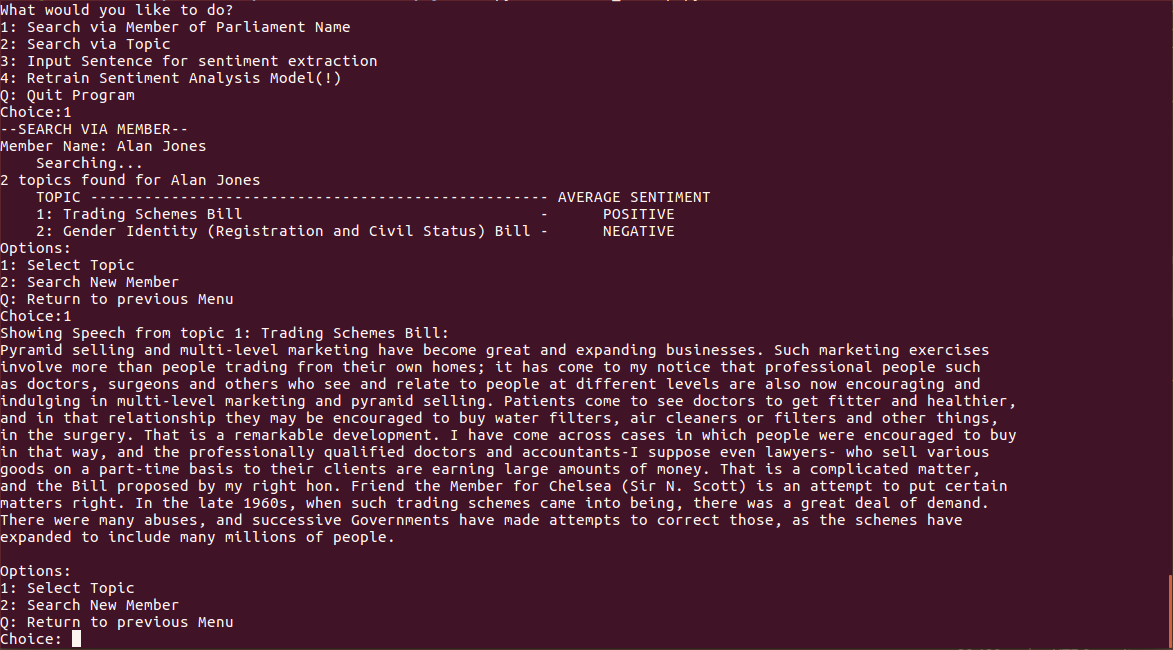 What would you like to do?
1: Search via Member of Parliament Name
2: Search via Topic
3: Input Sentence for sentiment extraction
4: Retrain Sentiment Analysis Model(!)
Q: Quit Program
Choice:1
--SEARCH VIA MEMBER--
Member Name: Alan Jones
    Searching...
2 topics found for Alan Jones
    TOPIC --------------------------------------------------- AVERAGE SENTIMENT
    1: Trading Schemes Bill                                 -      POSITIVE
    2: Gender Identity (Registration and Civil Status) Bill -      NEGATIVE
Options:
1: Select Topic
2: Search New Member
Q: Return to previous Menu
Choice:1
Showing Speech from topic 1: Trading Schemes Bill:
Pyramid selling and multi-level marketing have become great and expanding businesses. Such marketing exercises
involve more than people trading from their own homes; it has come to my notice that professional people such
as doctors, surgeons and others who see and relate to people at different levels are also now encouraging and
indulging in multi-level marketing and pyramid selling. Patients come to see doctors to get fitter and healthier,
and in that relationship they may be encouraged to buy water filters, air cleaners or filters and other things,
in the surgery. That is a remarkable development. I have come across cases in which people were encouraged to buy
in that way, and the professionally qualified doctors and accountants-I suppose even lawyers- who sell various
goods on a part-time basis to their clients are earning large amounts of money. That is a complicated matter,
and the Bill proposed by my right hon. Friend the Member for Chelsea (Sir N. Scott) is an attempt to put certain
matters right. In the late 1960s, when such trading schemes came into being, there was a great deal of demand.
There were many abuses, and successive Governments have made attempts to correct those, as the schemes have
expanded to include many millions of people.
Options:
1: Select Topic
2: Search New Member
Q: Return to previous Menu
Choice: